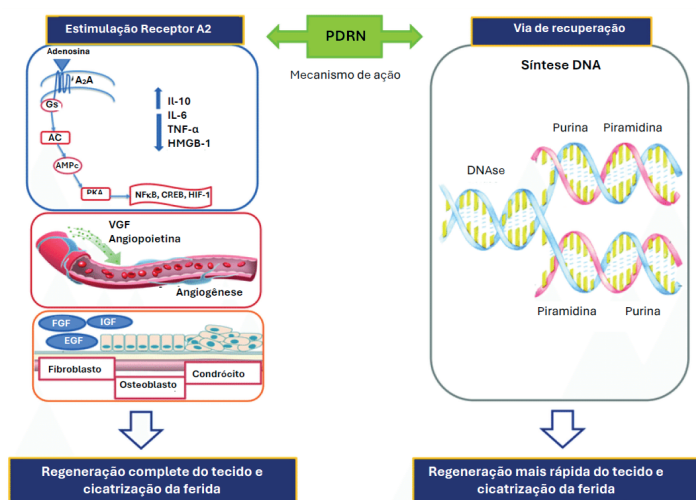 Estimulação Receptor A2
PDRN
Via de recuperação
Mecanismo de ação
Adenosina
A₂A
Gs
AC
AMPc
PKA
NFκB, CREB, HIF-1
Il-10
IL-6
TNF-α
HMGB-1
VGF
Angiopoietina
Angiogênese
FGF
IGF
EGF
Fibroblasto
Osteoblasto
Condrócito
Regeneração complete do tecido e
cicatrização da ferida
Síntese DNA
Purina
Piramidina
DNAse
Piramidina
Purina
Regeneração mais rápida do tecido e
cicatrização da ferida